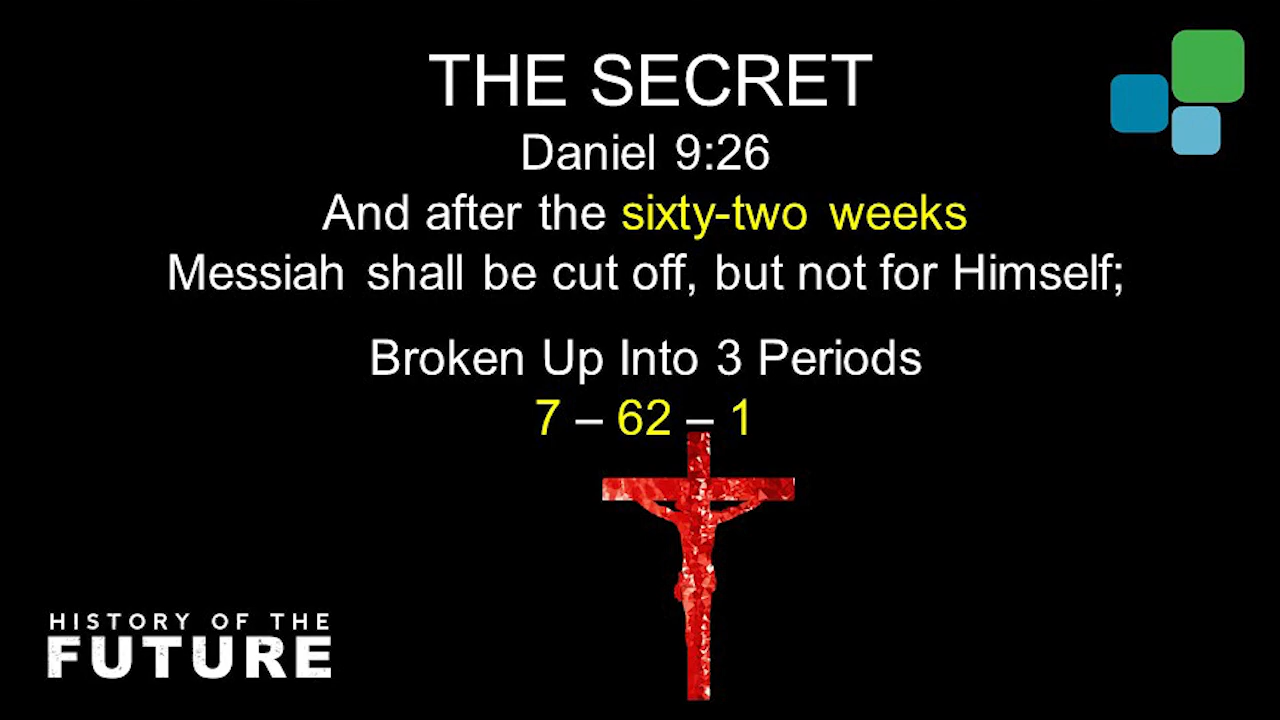 THE SECRET
Daniel 9:26
And after the sixty-two weeks
Messiah shall be cut off, but not for Himself;
Broken Up Into 3 Periods
7 – 62 – 1
HISTORY OF THE
FUTURE